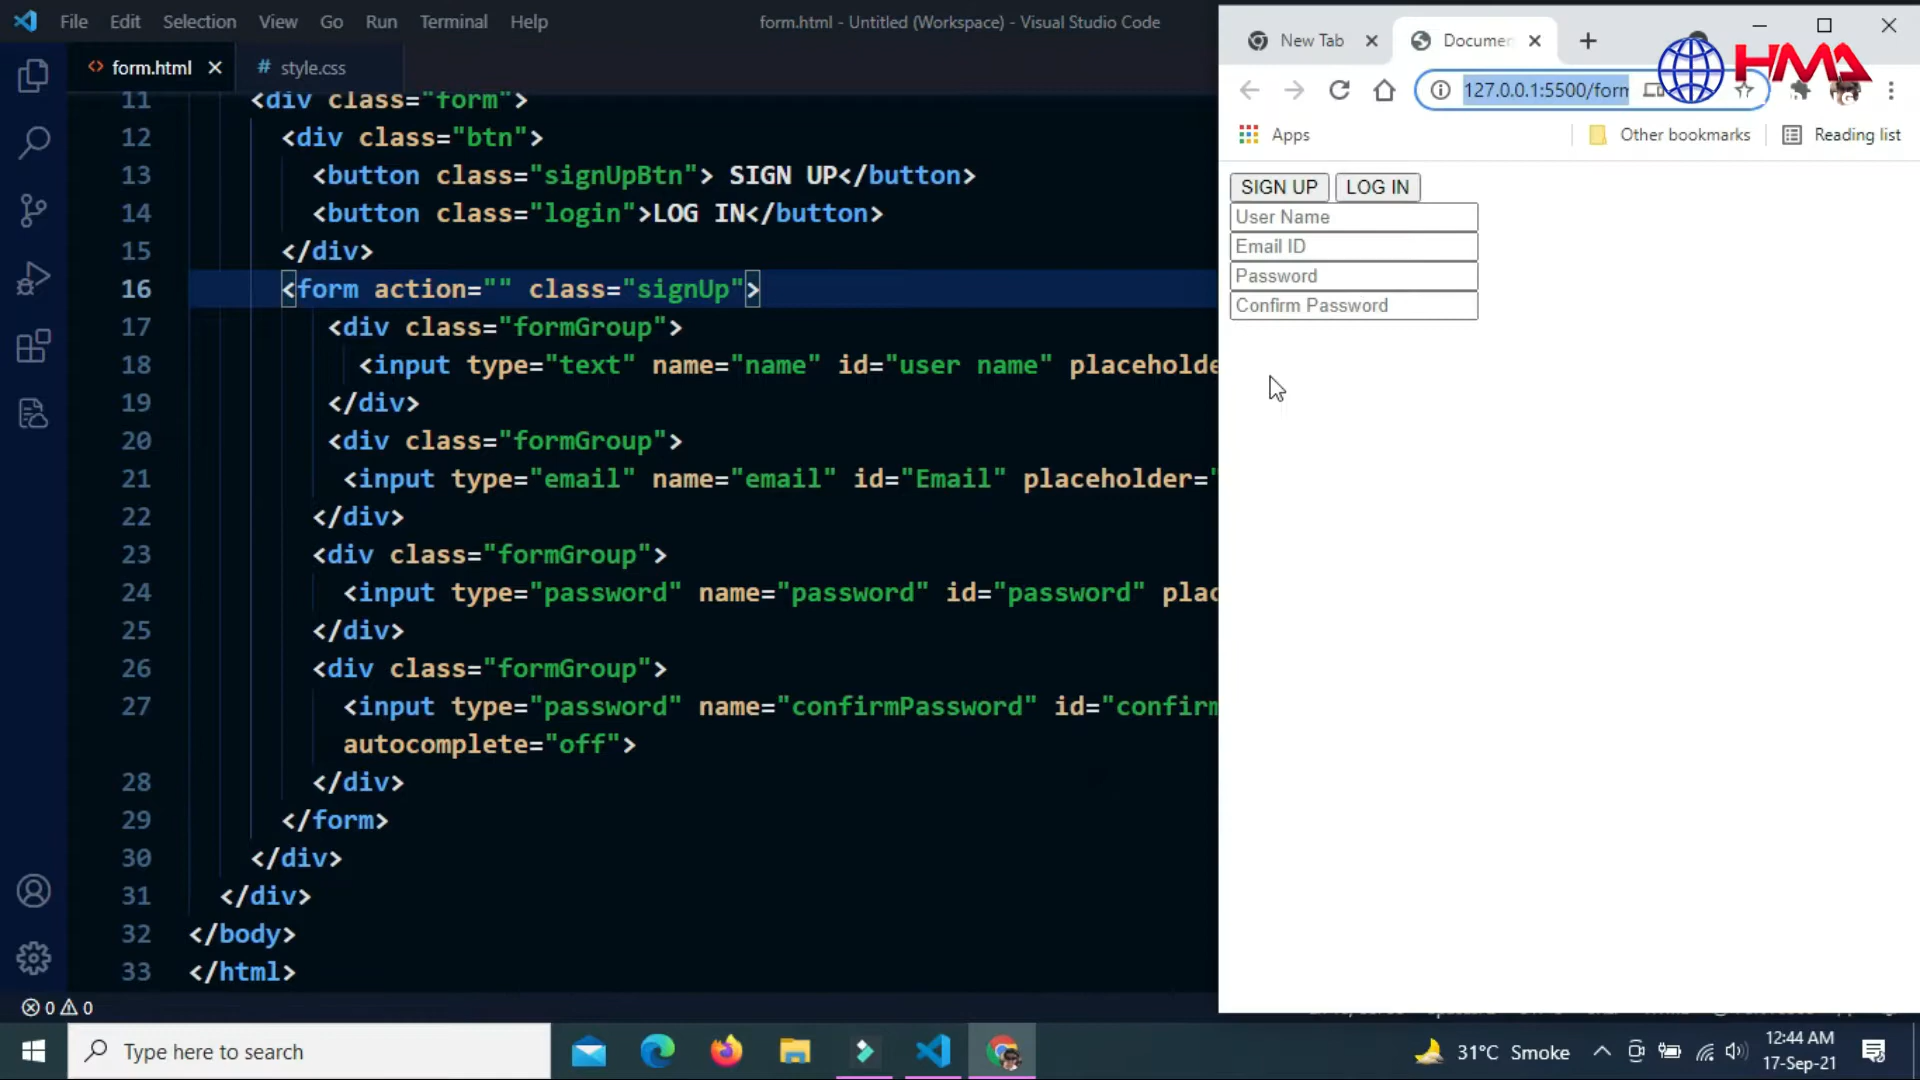 File Edit Selection View Go Run Terminal Help
form.html - Untitled (Workspace) - Visual Studio Code
form.html
# style.css
11 <div class="form">
12 <div class="btn">
13 <button class="signUpBtn"> SIGN UP</button>
14 <button class="login">LOG IN</button>
15 </div>
16 <form action="" class="signUp">
17 <div class="formGroup">
18 <input type="text" name="name" id="user name" placeholde
19 </div>
20 <div class="formGroup">
21 <input type="email" name="email" id="Email" placeholder="
22 </div>
23 <div class="formGroup">
24 <input type="password" name="password" id="password" plac
25 </div>
26 <div class="formGroup">
27 <input type="password" name="confirmPassword" id="confirm
autocomplete="off">
28 </div>
29 </form>
30 </div>
31 </div>
32 </body>
33 </html>
0 0
New Tab
Documen
HMA
127.0.0.1:5500/form
Apps
Other bookmarks
Reading list
SIGN UP LOG IN
User Name
Email ID
Password
Confirm Password
Type here to search
31°C Smoke
12:44 AM
17-Sep-21